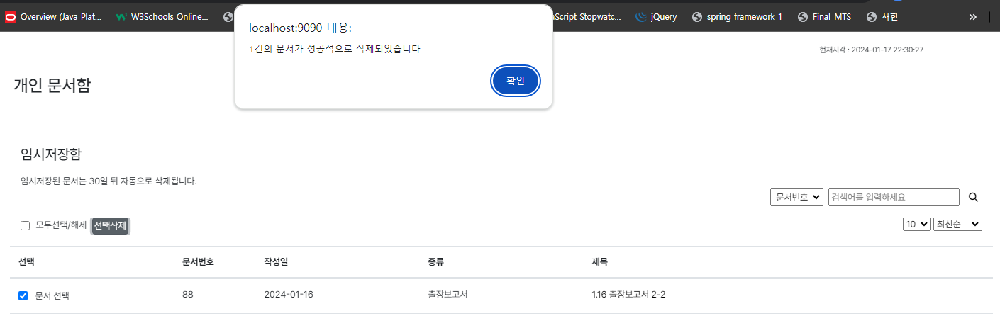 Overview (Java Plat... W3Schools Online... Script Stopwatc... jQuery spring framework 1 Final_MTS 새한 »
localhost:9090 내용:
1건의 문서가 성공적으로 삭제되었습니다.
확인
현재시각 : 2024-01-17 22:30:27
개인 문서함
임시저장함
임시저장된 문서는 30일 뒤 자동으로 삭제됩니다.
문서번호 검색어를 입력하세요
모두선택/해제 선택삭제 10 최신순
선택 문서번호 작성일 종류 제목
문서 선택 88 2024-01-16 출장보고서 1.16 출장보고서 2-2